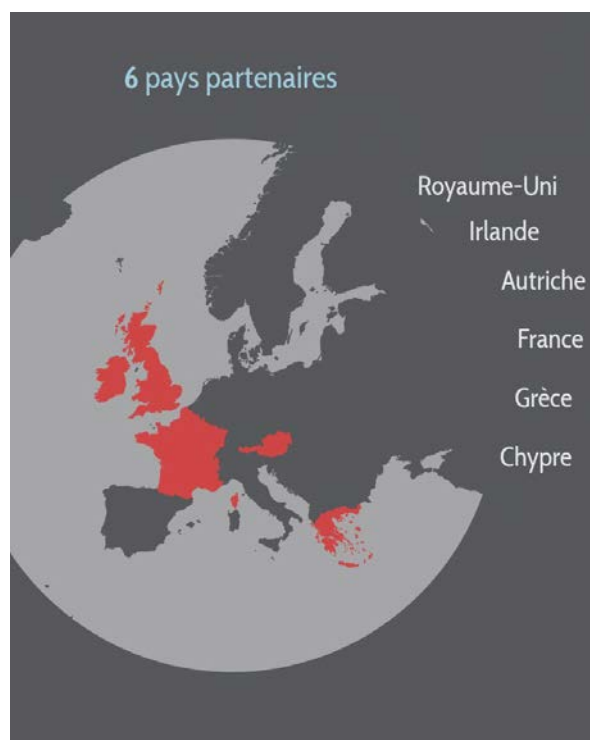 6 pays partenaires
Royaume-Uni
Irlande
Autriche
France
Grèce
Chypre